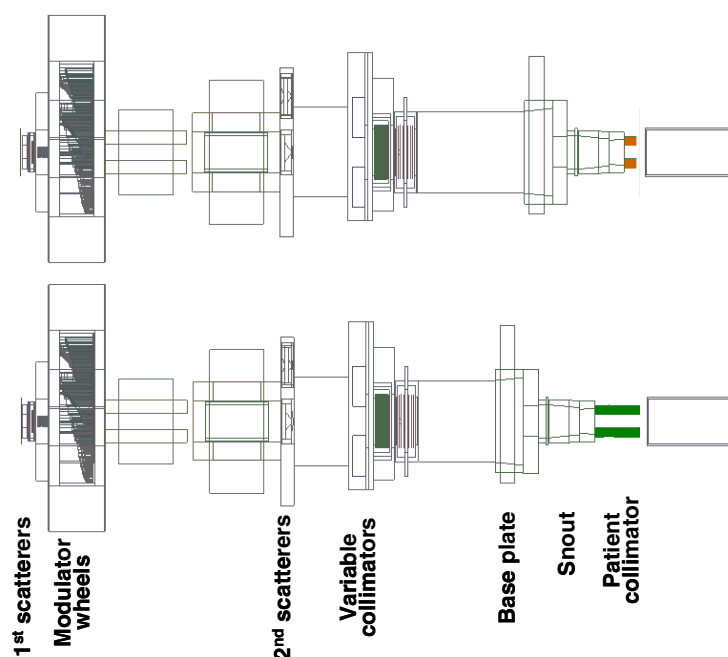 1st scatterers
Modulator
wheels
2nd scatterers
Variable
collimators
Base plate
Snout
Patient
collimator